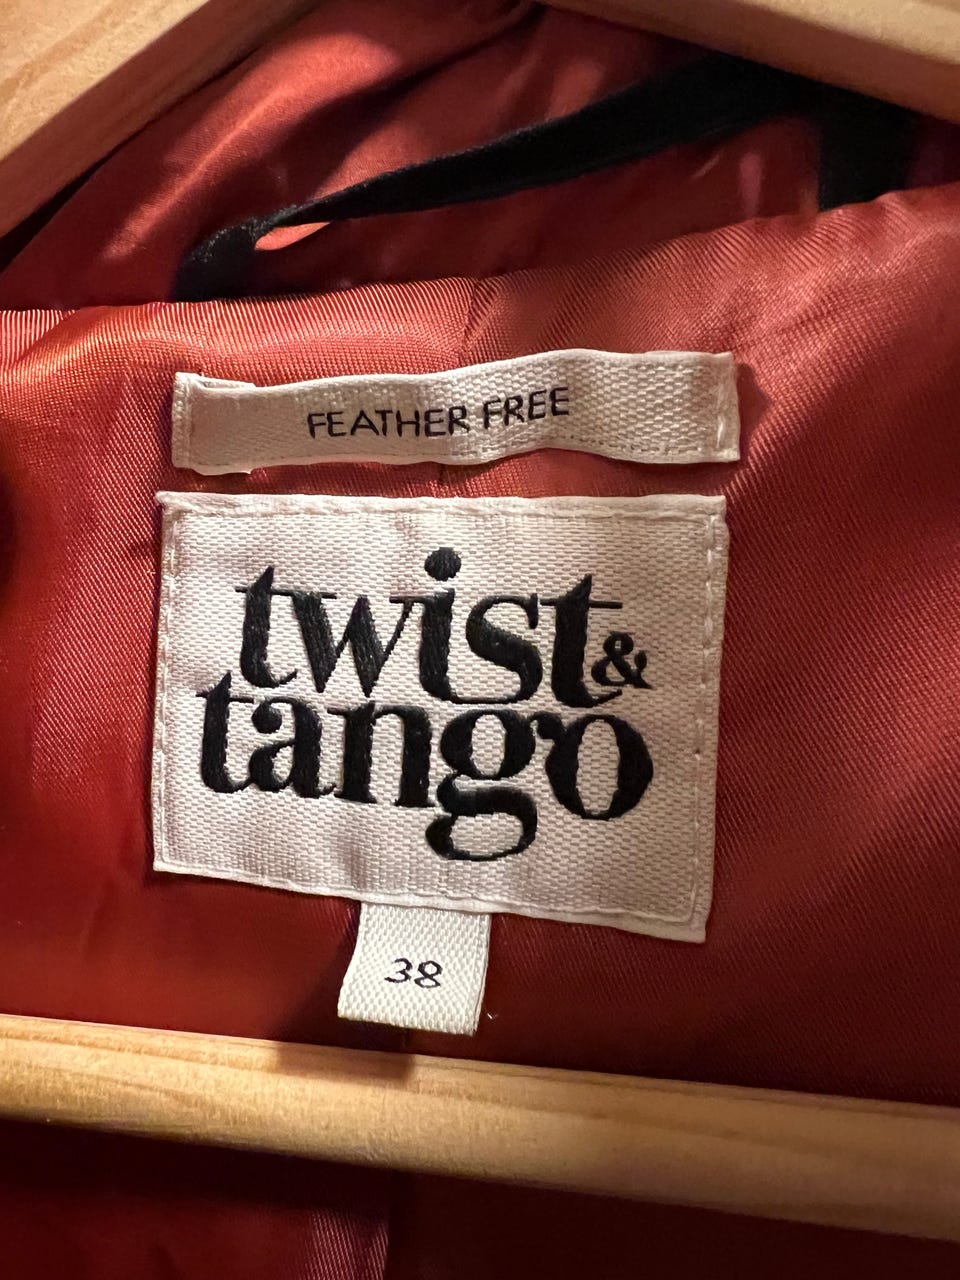 FEATHER FREE
twist &
tango
38